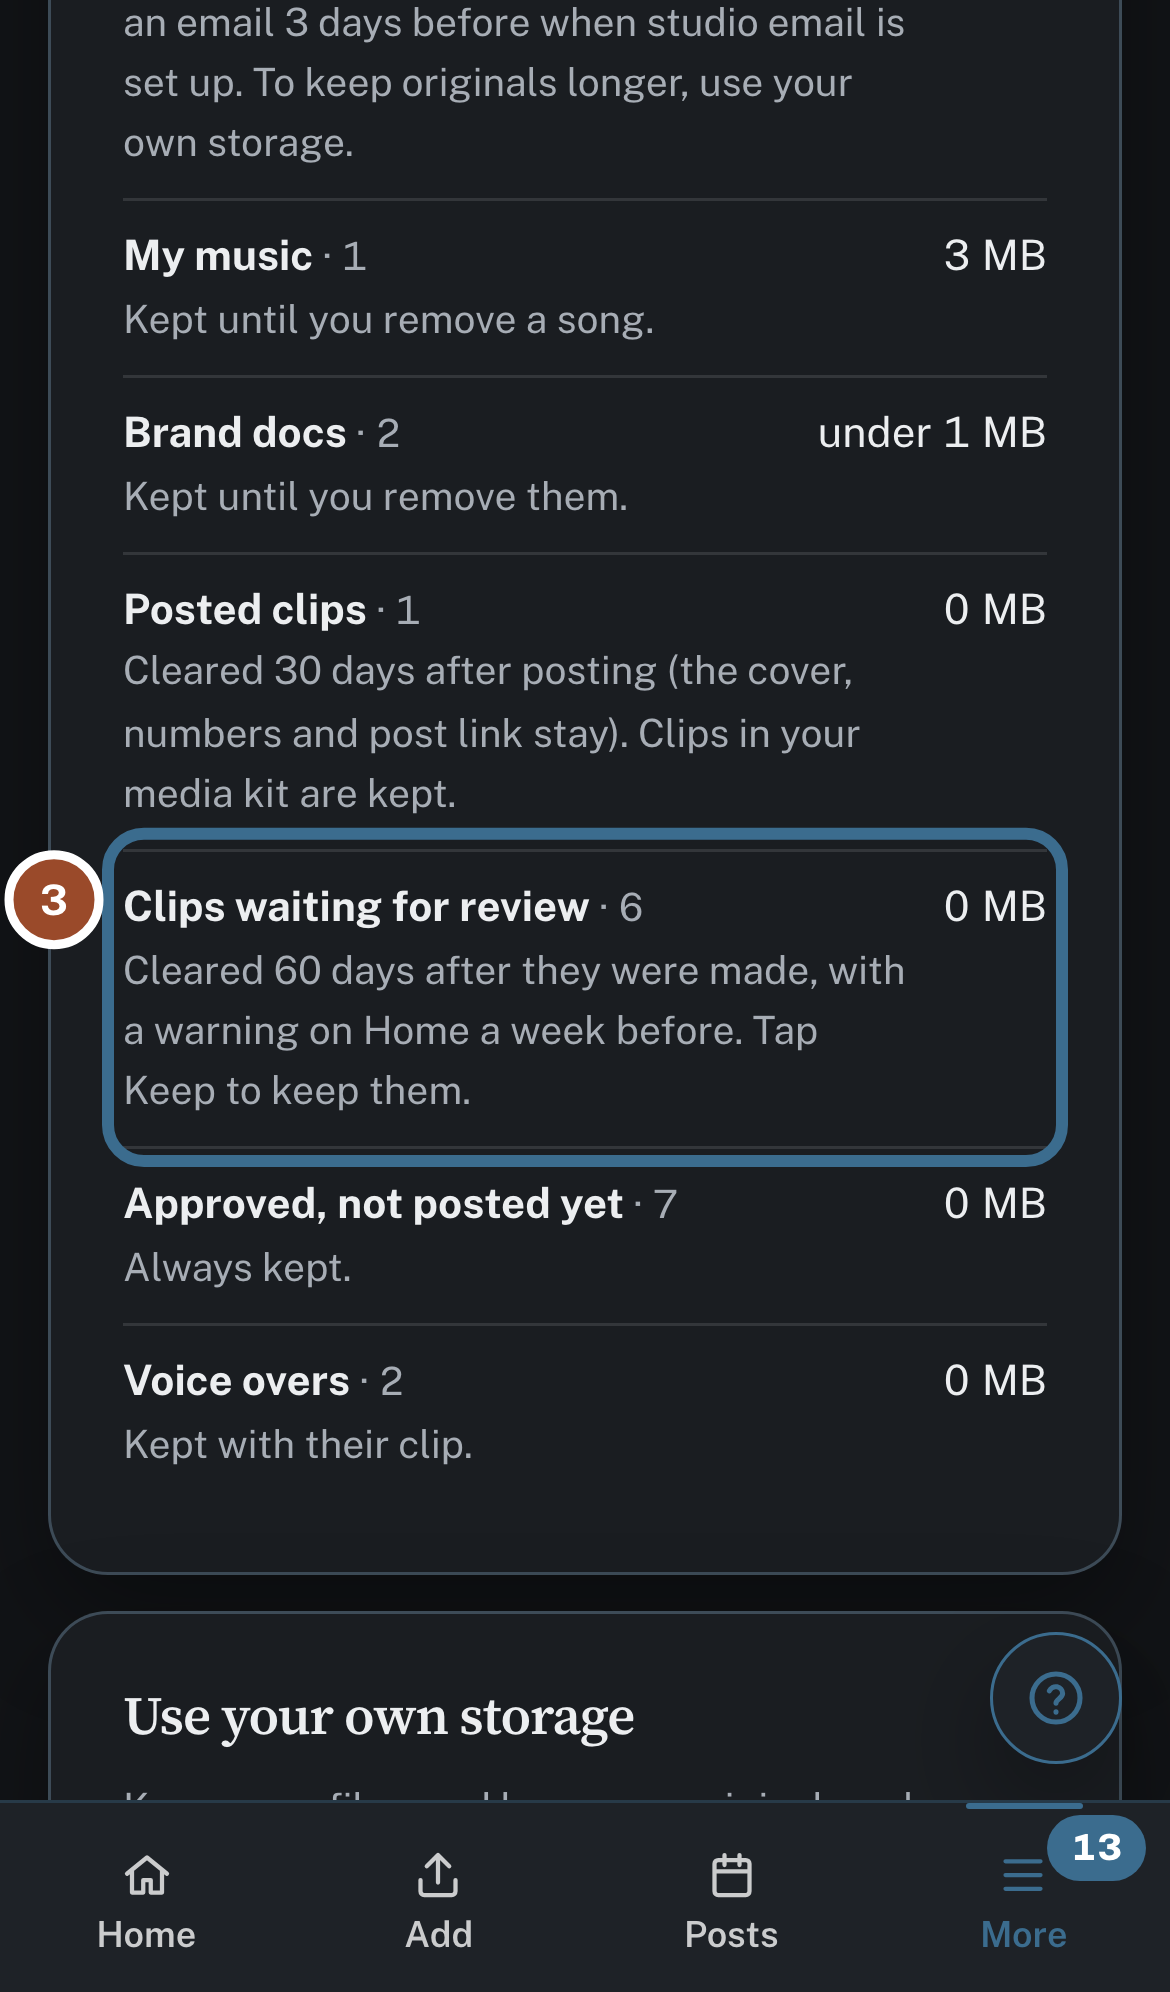 an email 3 days before when studio email is
set up. To keep originals longer, use your
own storage.
My music · 1 3 MB
Kept until you remove a song.
Brand docs · 2 under 1 MB
Kept until you remove them.
Posted clips · 1 0 MB
Cleared 30 days after posting (the cover,
numbers and post link stay). Clips in your
media kit are kept.
3
Clips waiting for review · 6 0 MB
Cleared 60 days after they were made, with
a warning on Home a week before. Tap
Keep to keep them.
Approved, not posted yet · 7 0 MB
Always kept.
Voice overs · 2 0 MB
Kept with their clip.
Use your own storage
?
13
Home Add Posts More